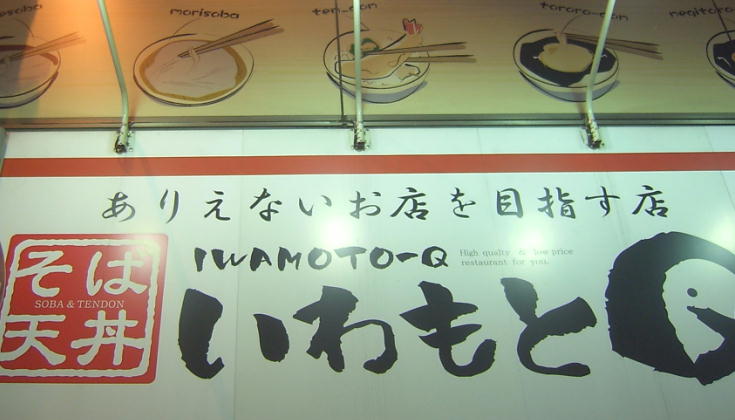 morisoba
ten-don
tororo-don
ありえないお店を目指す店
そば
SOBA & TENDON
天丼
IWAMOTO-Q
High qualty & low price
restaurant for you.
いわもとQ